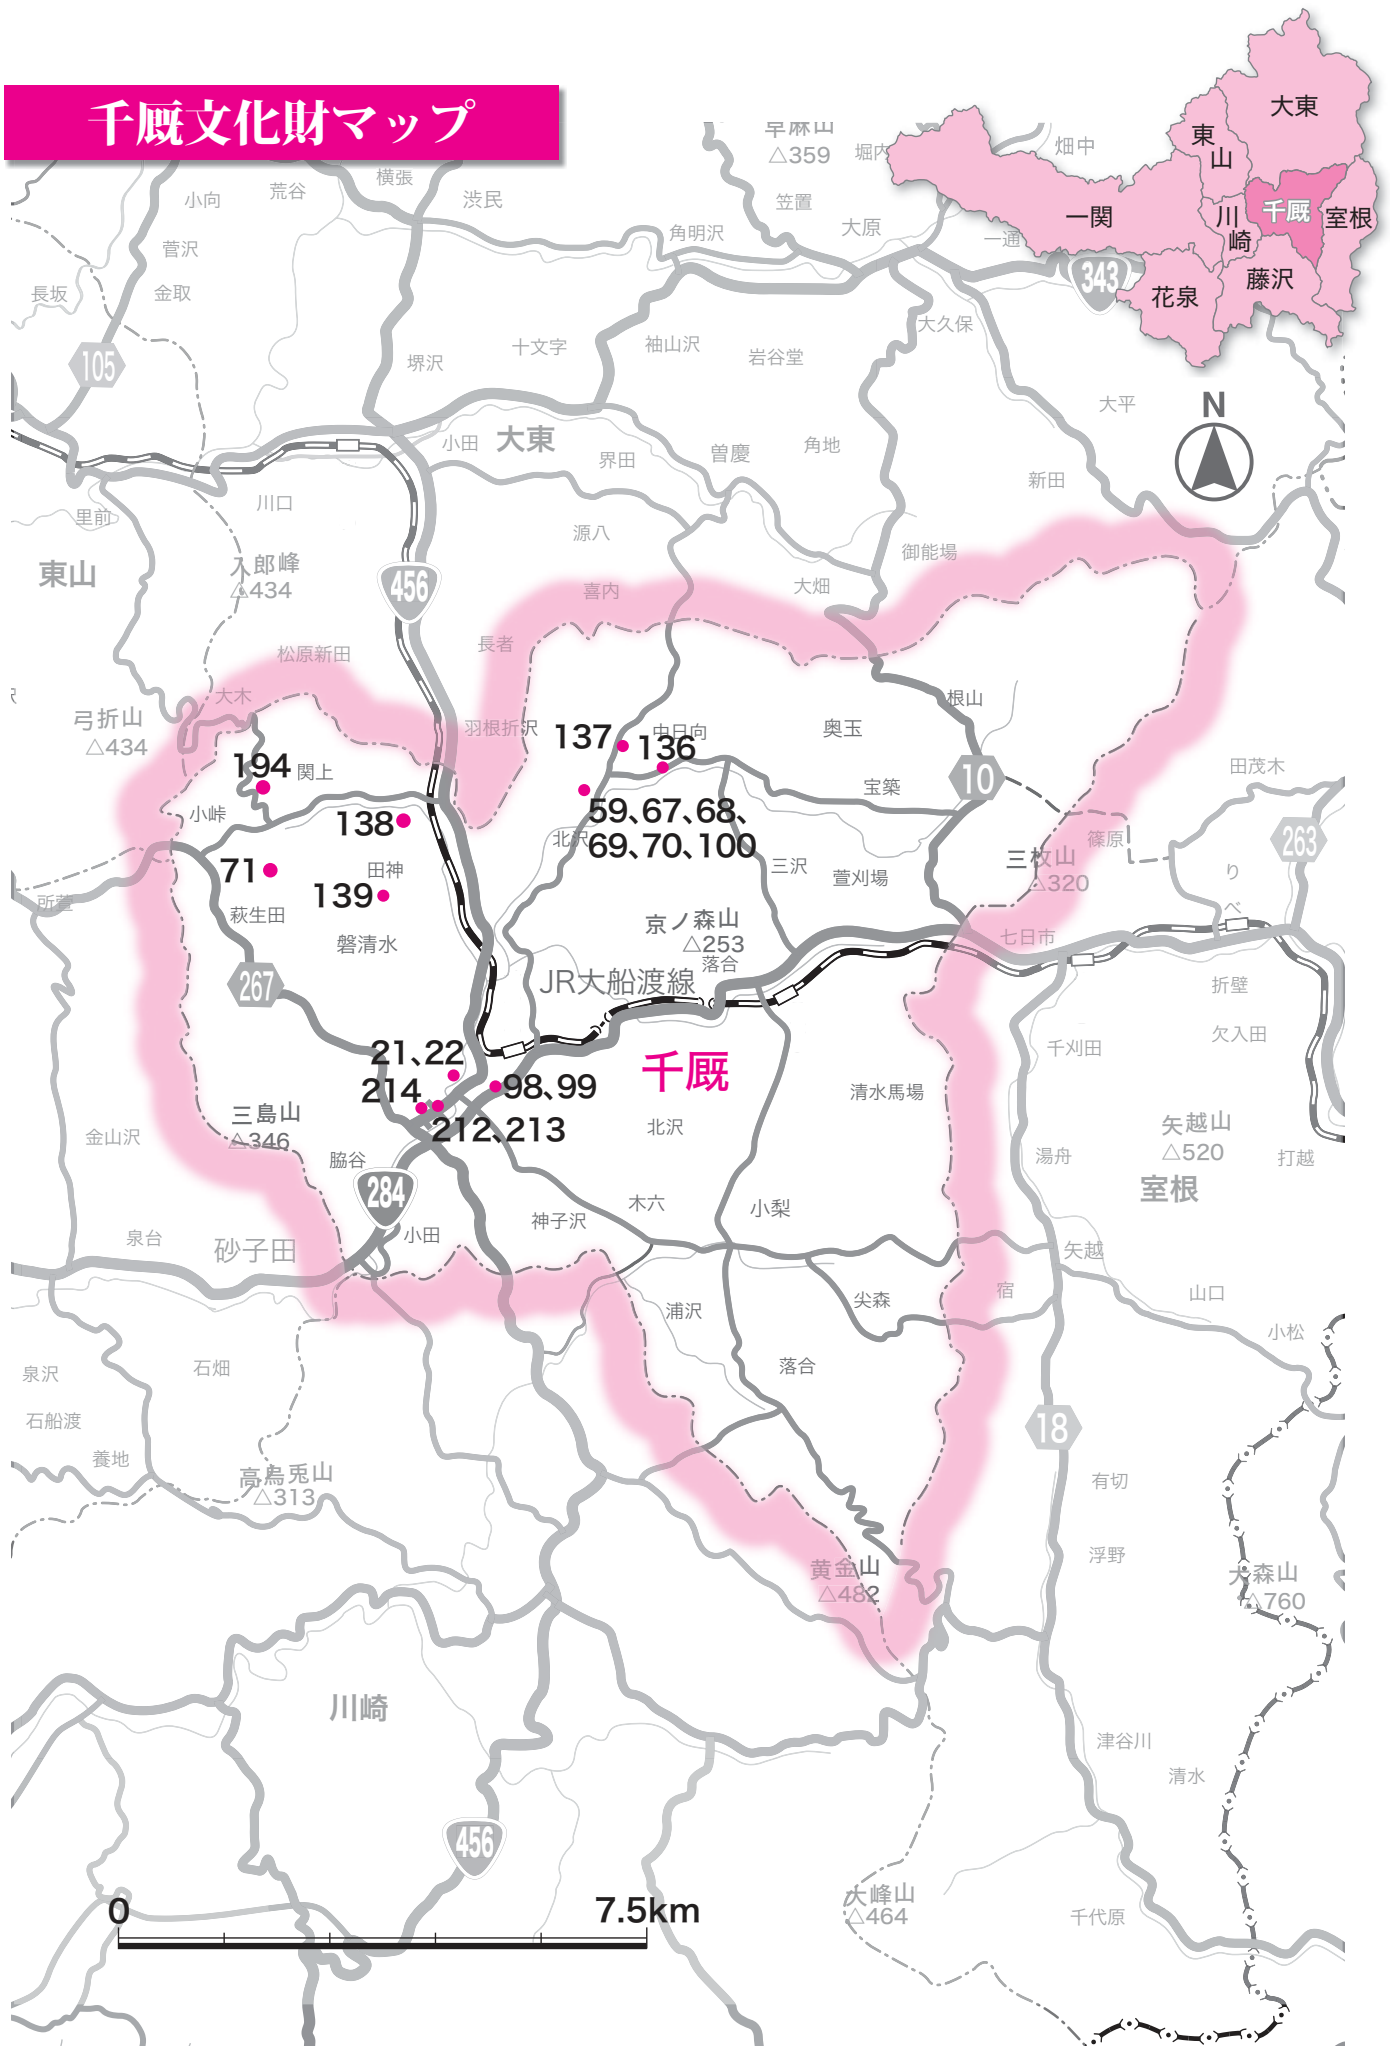 千厩文化財マップ
大東
東山
一関
川崎
千厩
室根
花泉
藤沢
△359
堀内
畑中
笠置
大原
一通
343
小向
荒谷
横張
渋民
角明沢
菅沢
長坂
金取
大久保
105
堺沢
十文字
袖山沢
岩谷堂
大平
N
小田
大東
界田
曽慶
角地
新田
里前
川口
源八
東山
入郎峰
△434
456
御能場
大畑
喜内
長者
松原新田
大木
弓折山
△434
羽根折沢
137
中日向
136
奥玉
根山
194
関上
10
宝築
田茂木
小峠
138
59、67、68、
69、70、100
北沢
三沢
萱刈場
三枚山
△320
篠原
263
り
べ
71
田神
139
所萱
萩生田
磐清水
京ノ森山
△253
落合
七日市
267
JR大船渡線
折壁
欠入田
千刈田
21、22
214
98、99
212、213
千厩
清水馬場
北沢
三島山
△346
金山沢
脇谷
矢越山
△520
湯舟
打越
室根
284
木六
小梨
神子沢
小田
泉台
砂子田
矢越
宿
山口
尖森
浦沢
小松
泉沢
石畑
落合
石船渡
18
養地
高鳥兎山
△313
有切
浮野
黄金山
△482
大森山
△760
川崎
津谷川
清水
456
大峰山
△464
千代原
0
7.5km